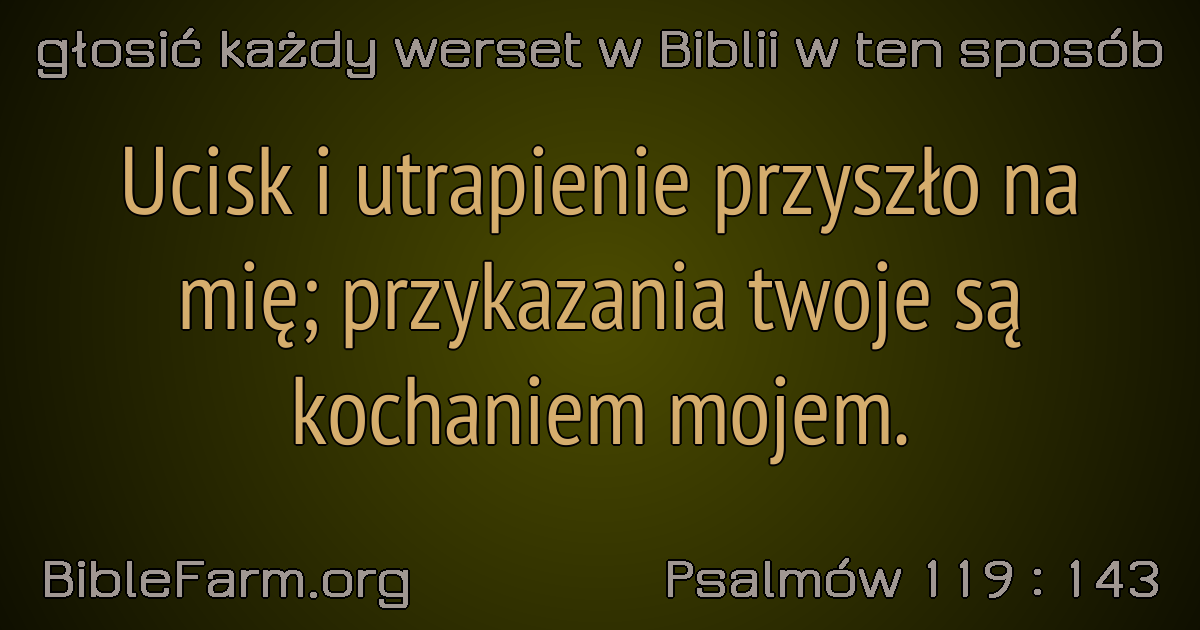 głosić każdy werset w Biblii w ten sposób
Ucisk i utrapienie przyszło na
mię; przykazania twoje są
kochaniem mojem.
BibleFarm.org
Psalmów 119 : 143